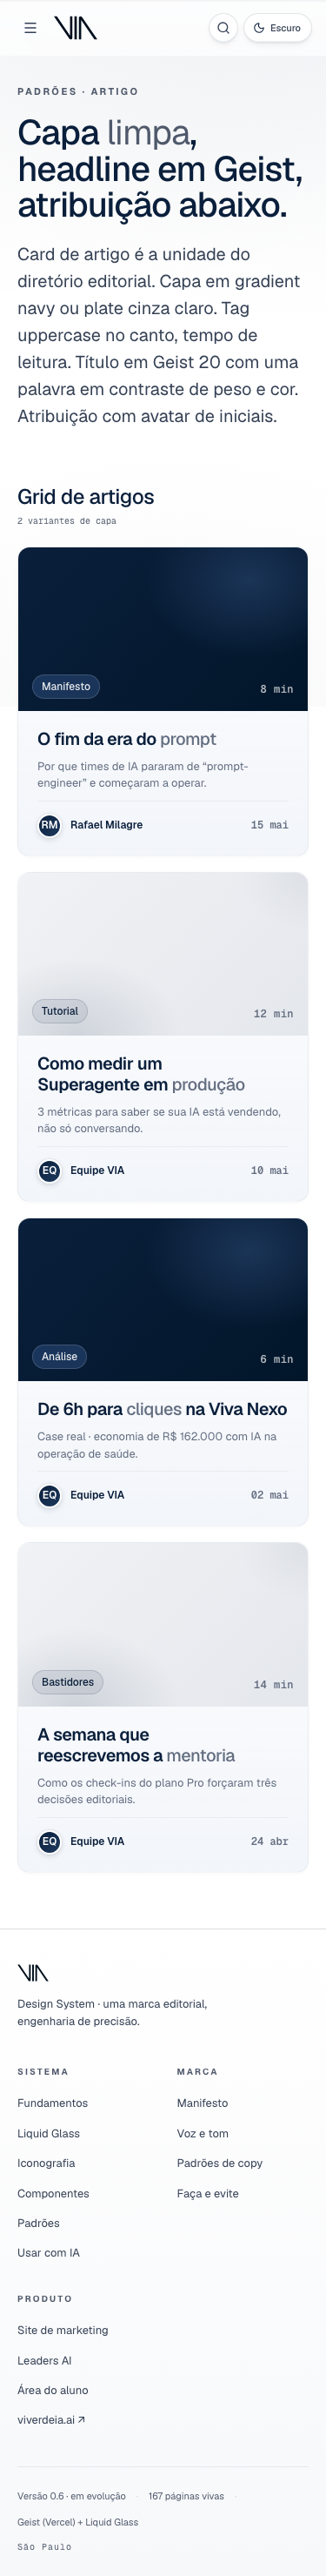 VIA
Escuro
PADRÕES · ARTIGO
Capa limpa,
headline em Geist,
atribuição abaixo.
Card de artigo é a unidade do
diretório editorial. Capa em gradient
navy ou plate cinza claro. Tag
uppercase no canto, tempo de
leitura. Título em Geist 20 com uma
palavra em contraste de peso e cor.
Atribuição com avatar de iniciais.
Grid de artigos
2 variantes de capa
Manifesto 8 min
O fim da era do prompt
Por que times de IA pararam de “prompt-
engineer” e começaram a operar.
RM Rafael Milagre 15 mai
Tutorial 12 min
Como medir um
Superagente em produção
3 métricas para saber se sua IA está vendendo,
não só conversando.
EQ Equipe VIA 10 mai
Análise 6 min
De 6h para cliques na Viva Nexo
Case real · economia de R$ 162.000 com IA na
operação de saúde.
EQ Equipe VIA 02 mai
Bastidores 14 min
A semana que
reescrevemos a mentoria
Como os check-ins do plano Pro forçaram três
decisões editoriais.
EQ Equipe VIA 24 abr
VIA
Design System · uma marca editorial,
engenharia de precisão.
SISTEMA
Fundamentos
Liquid Glass
Iconografia
Componentes
Padrões
Usar com IA
MARCA
Manifesto
Voz e tom
Padrões de copy
Faça e evite
PRODUTO
Site de marketing
Leaders AI
Área do aluno
viverdeia.ai ↗
Versão 0.6 · em evolução · 167 páginas vivas ·
Geist (Vercel) + Liquid Glass
São Paulo